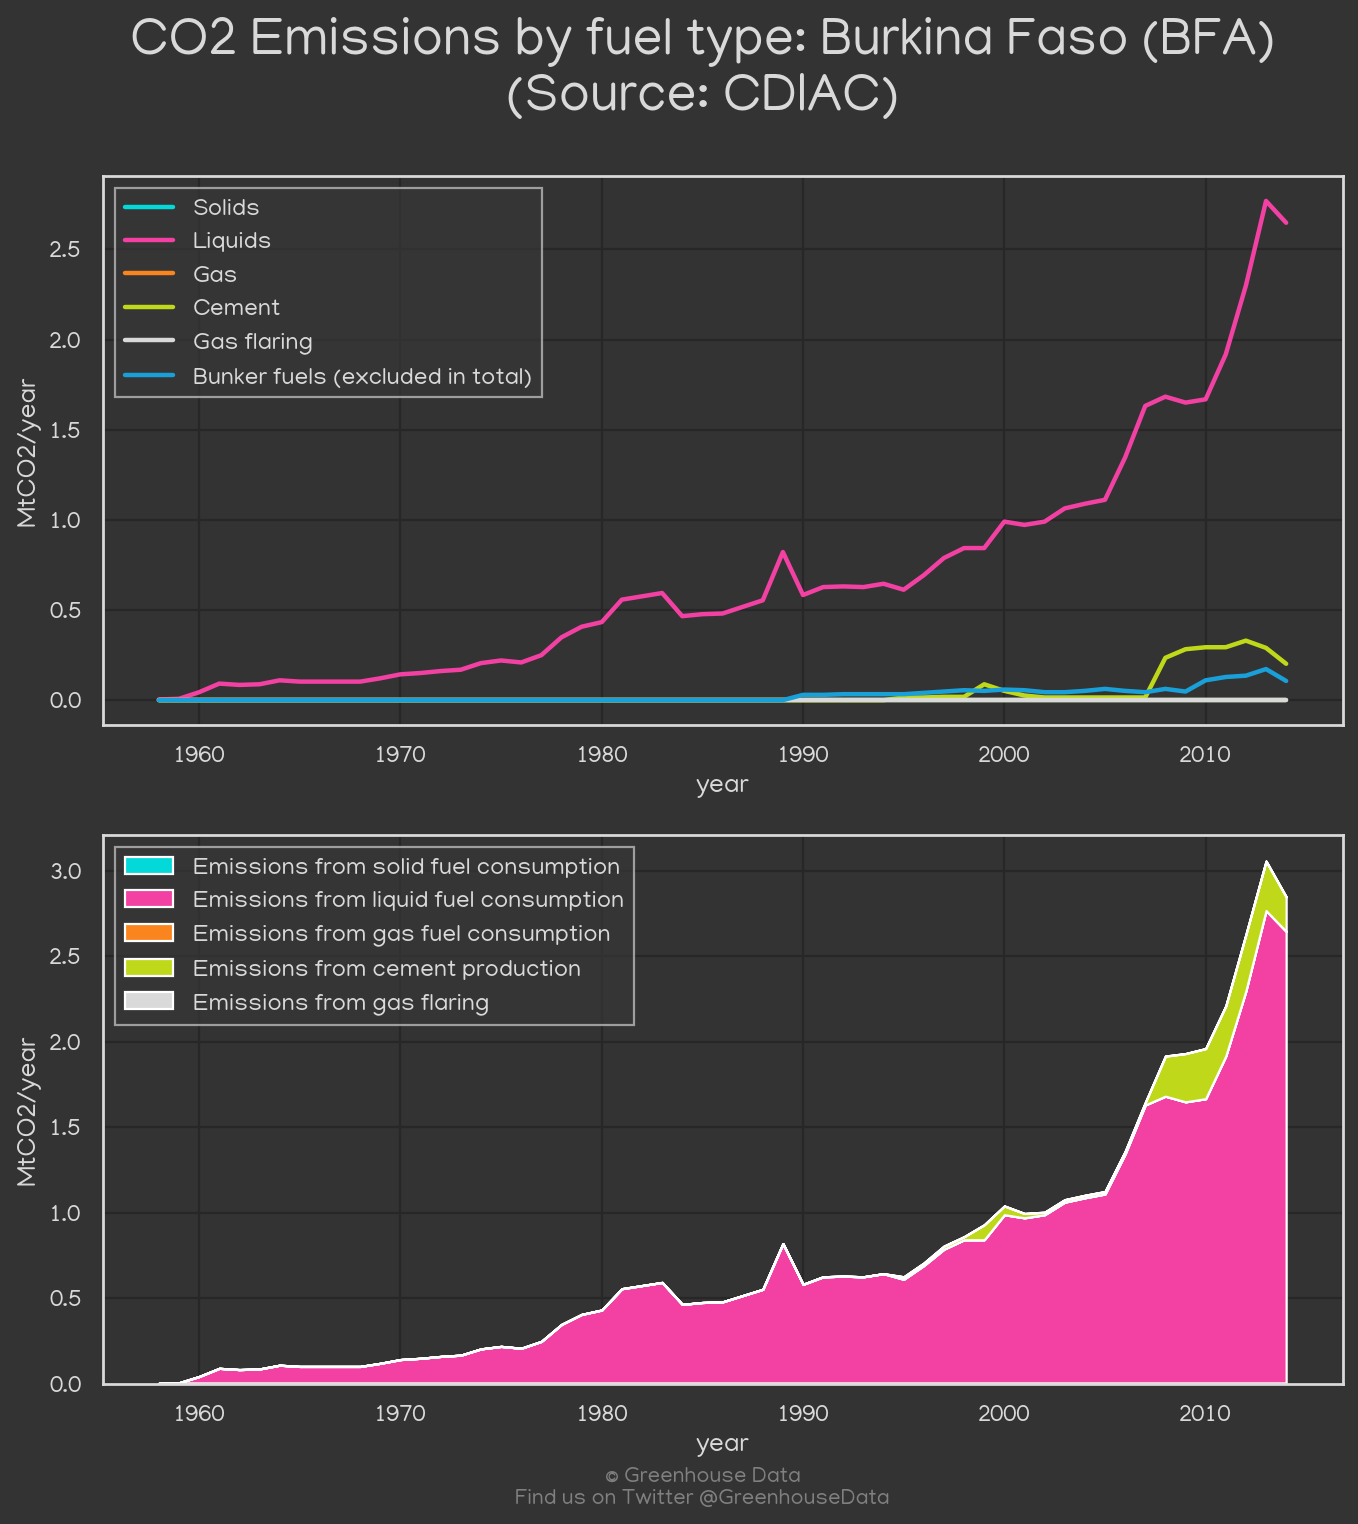 CO2 Emissions by fuel type: Burkina Faso (BFA)
(Source: CDIAC)
Solids
Liquids
Gas
Cement
Gas flaring
Bunker fuels (excluded in total)
2.5
2.0
1.5
1.0
0.5
0.0
MtCO2/year
1960 1970 1980 1990 2000 2010
year
Emissions from solid fuel consumption
Emissions from liquid fuel consumption
Emissions from gas fuel consumption
Emissions from cement production
Emissions from gas flaring
3.0
2.5
2.0
1.5
1.0
0.5
0.0
MtCO2/year
1960 1970 1980 1990 2000 2010
year
© Greenhouse Data
Find us on Twitter @GreenhouseData